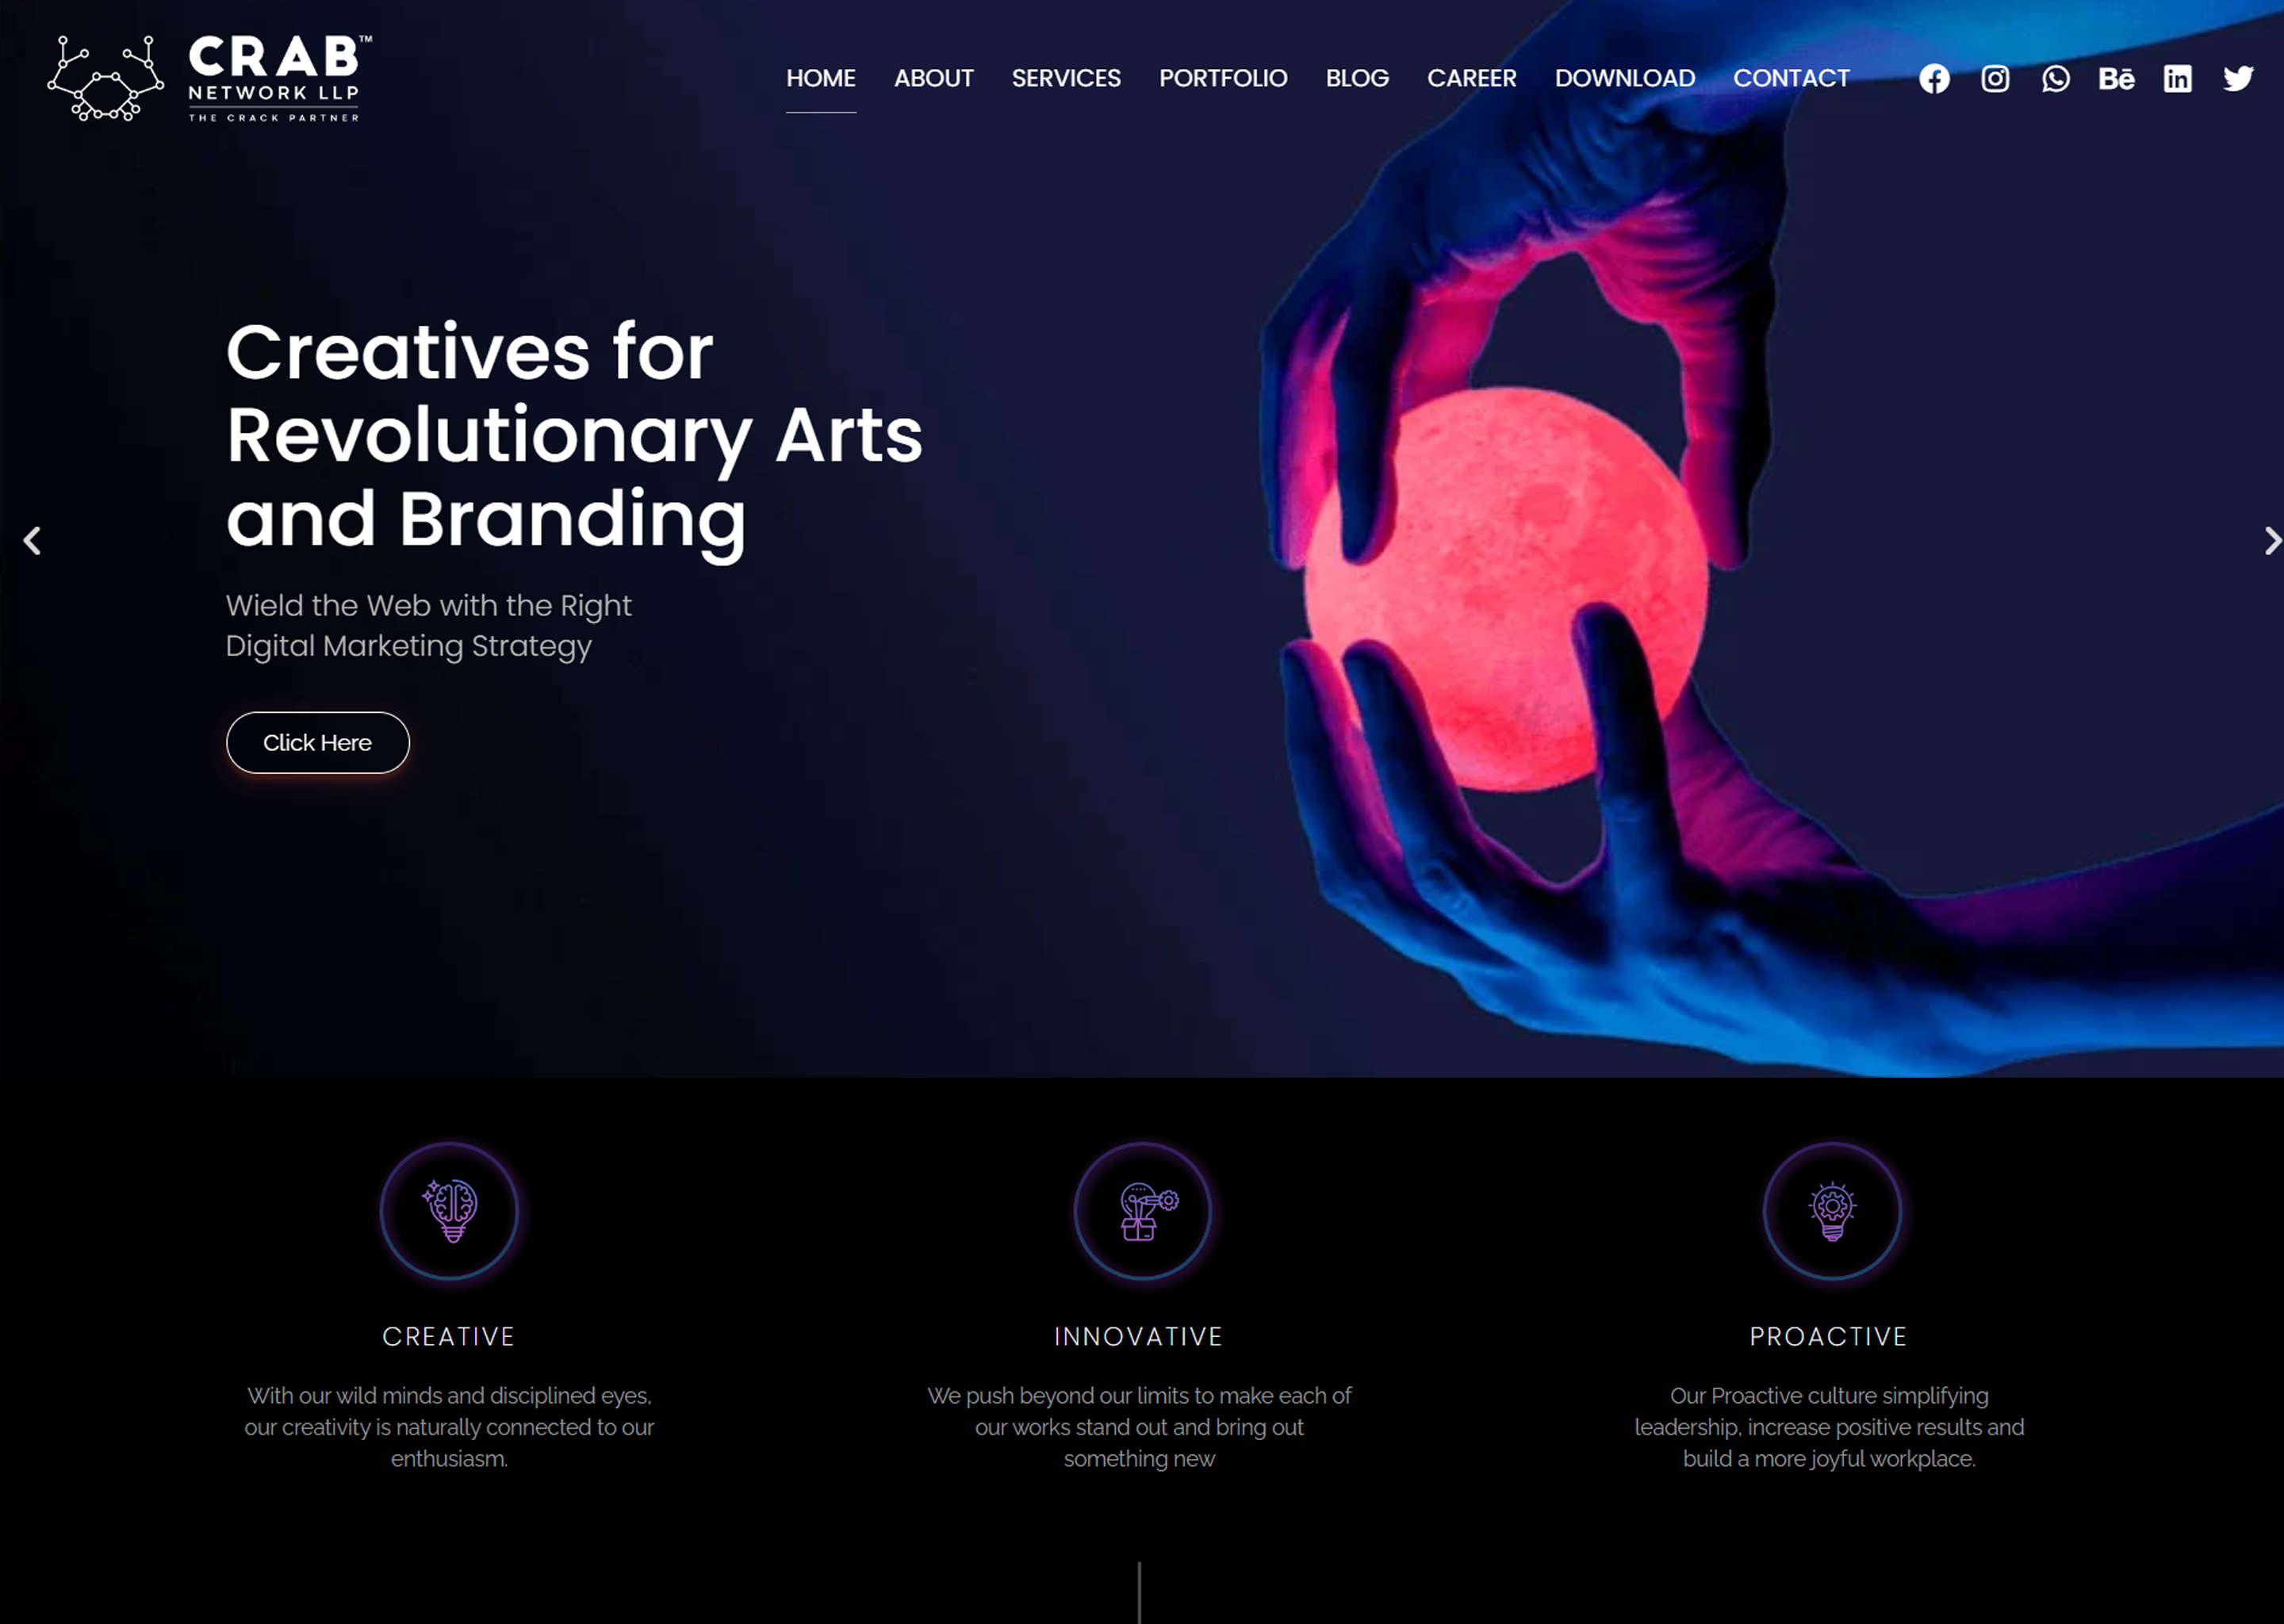 CRAB™
NETWORK LLP
THE CRACK PARTNER
HOME ABOUT SERVICES PORTFOLIO BLOG CAREER DOWNLOAD CONTACT Bē in
Creatives for
Revolutionary Arts
and Branding
Wield the Web with the Right
Digital Marketing Strategy
Click Here
CREATIVE
With our wild minds and disciplined eyes,
our creativity is naturally connected to our
enthusiasm.
INNOVATIVE
We push beyond our limits to make each of
our works stand out and bring out
something new
PROACTIVE
Our Proactive culture simplifying
leadership, increase positive results and
build a more joyful workplace.